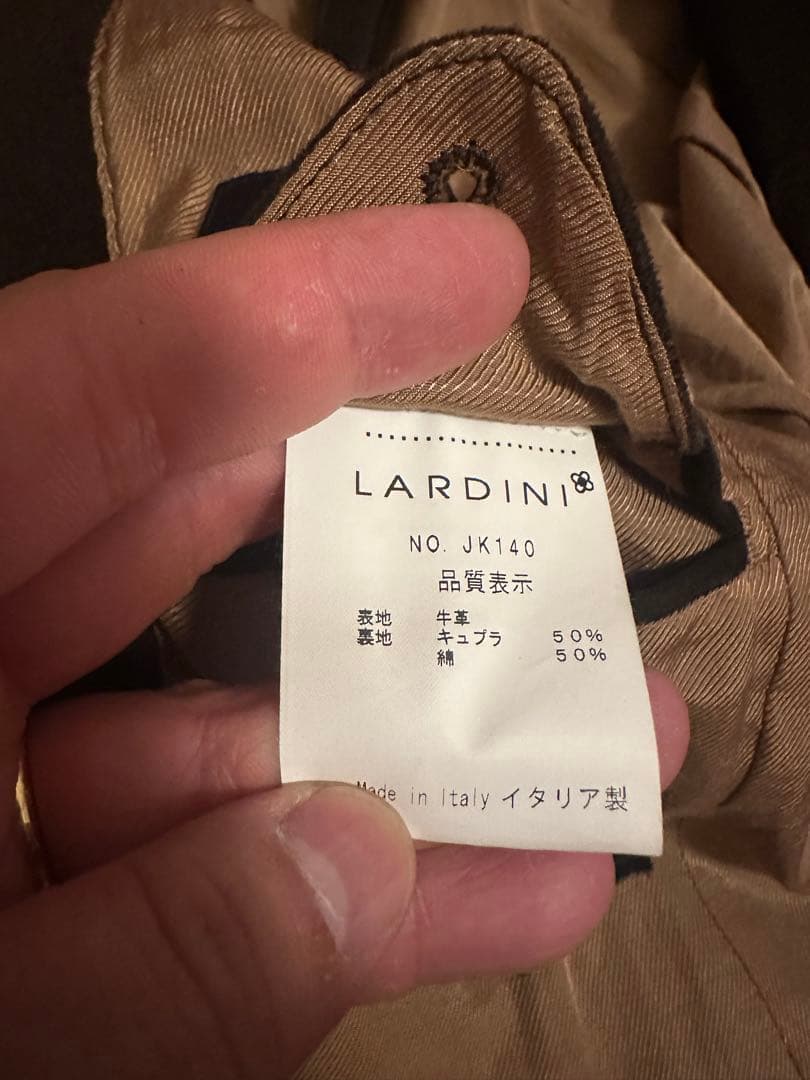 LARDINI
NO. JK140
品質表示
表地 牛革
裏地 キュプラ 50%
綿 50%
Made in Italy イタリア製